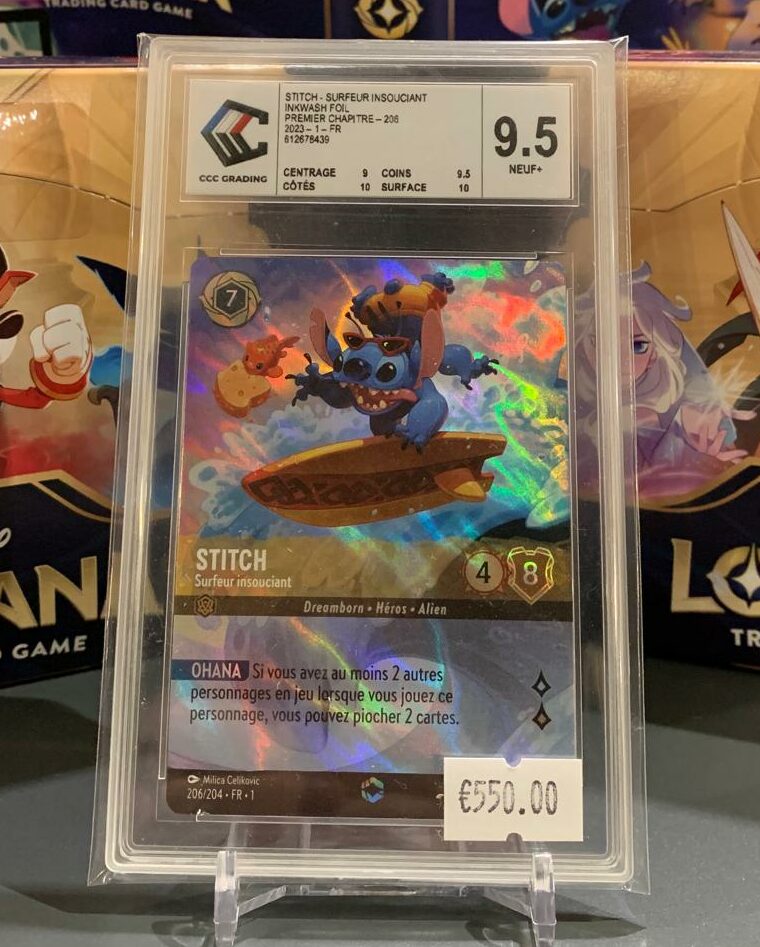 TRADING CARD GAME
STITCH - SURFEUR INSOUCIANT
INKWASH FOIL
PREMIER CHAPITRE – 206
2023 – 1 – FR
612678439
CCC GRADING
CENTRAGE 9 COINS 9.5
CÔTÉS 10 SURFACE 10
9.5
NEUF+
7
STITCH
Surfeur insouciant
4 8
Dreamborn • Héros • Alien
OHANA Si vous avez au moins 2 autres
personnages en jeu lorsque vous jouez ce
personnage, vous pouvez piocher 2 cartes.
Milica Celikovic
206/204 • FR • 1
€550.00
AN
GAME
LO
TR